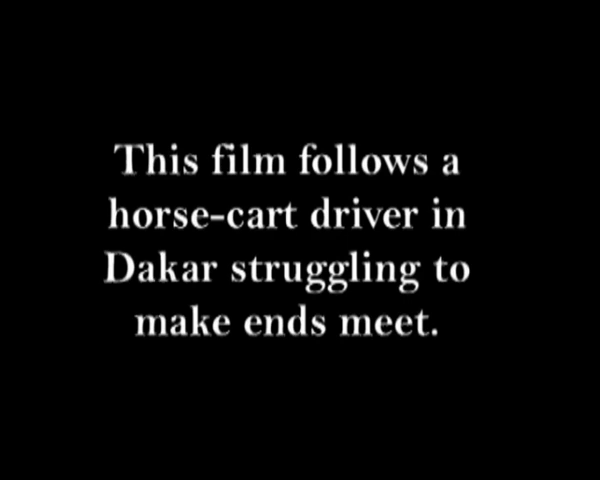 This film follows a
horse-cart driver in
Dakar struggling to
make ends meet.